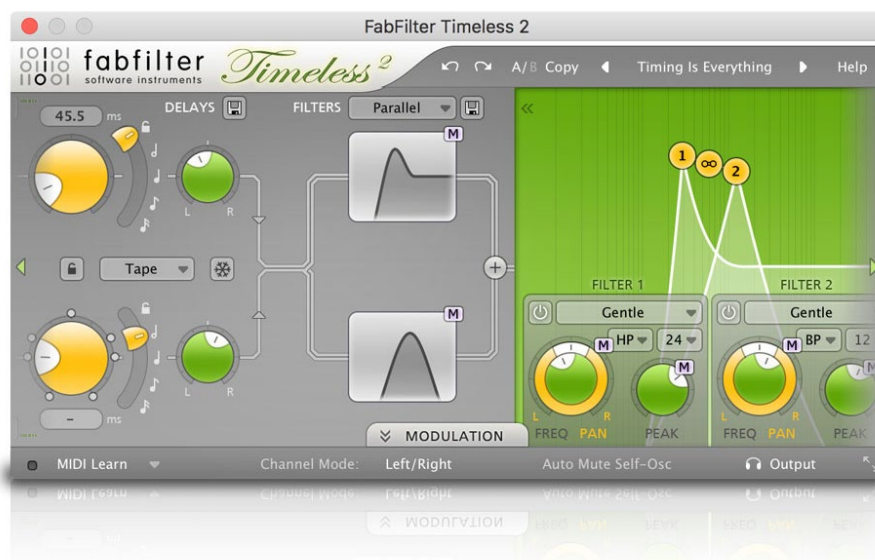 FabFilter Timeless 2
fabfilter
software instruments
Timeless 2
A/B Copy
Timing Is Everything
Help
45.5 ms
DELAYS
FILTERS
Parallel
M
L R
1
2
Tape
FILTER 1
FILTER 2
Gentle
Gentle
M
M HP 24
M BP 12
M
M
L R
L R
L R
- ms
FREQ PAN PEAK
FREQ PAN PEAK
MODULATION
MIDI Learn
Channel Mode: Left/Right
Auto Mute Self-Osc
Output